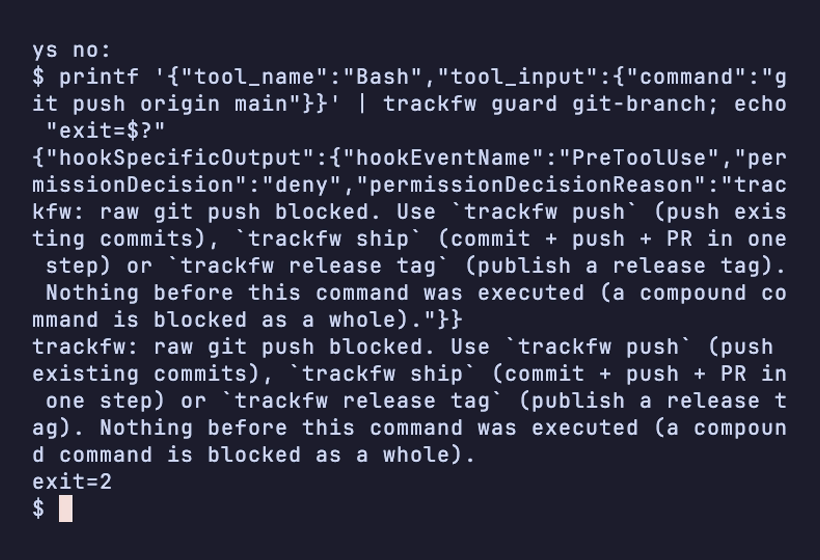 ys no:
$ printf '{"tool_name":"Bash","tool_input":{"command":"g
it push origin main"}}' | trackfw guard git-branch; echo
 "exit=$?"
{"hookSpecificOutput":{"hookEventName":"PreToolUse","per
missionDecision":"deny","permissionDecisionReason":"trac
kfw: raw git push blocked. Use `trackfw push` (push exis
ting commits), `trackfw ship` (commit + push + PR in one
 step) or `trackfw release tag` (publish a release tag).
 Nothing before this command was executed (a compound co
mmand is blocked as a whole)."}}
trackfw: raw git push blocked. Use `trackfw push` (push
existing commits), `trackfw ship` (commit + push + PR in
 one step) or `trackfw release tag` (publish a release t
ag). Nothing before this command was executed (a compoun
d command is blocked as a whole).
exit=2
$